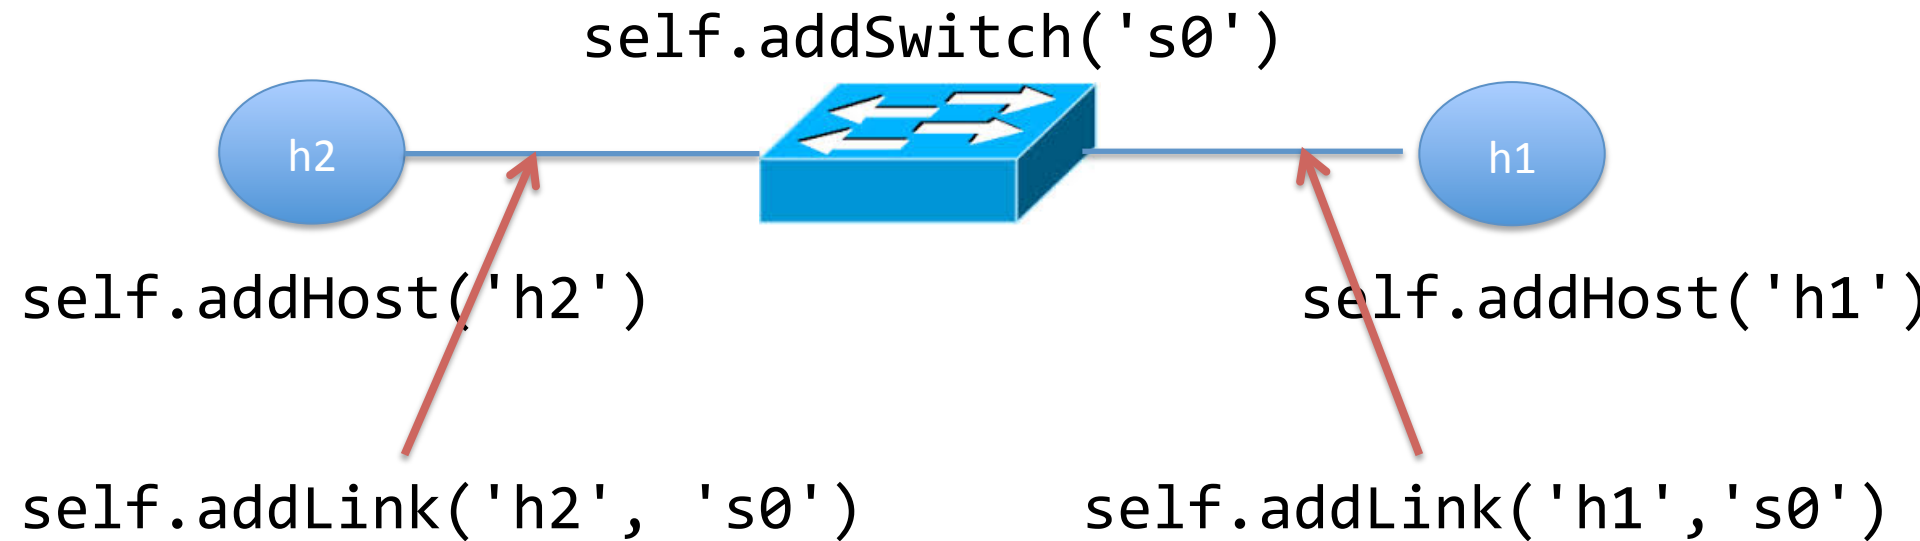 self.addSwitch('s0')
h2
h1
self.addHost('h2')
self.addHost('h1')
self.addLink('h2', 's0')
self.addLink('h1','s0')